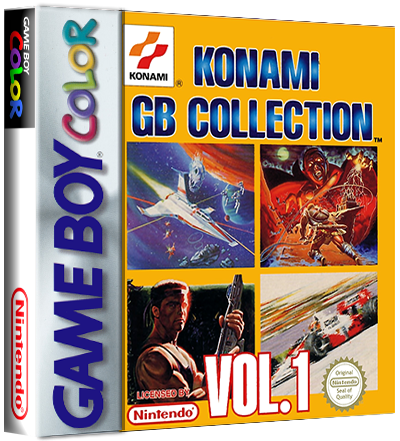 GAME BOY
COLOR
Nintendo
GAME BOY COLOR
KONAMI
®
KONAMI
GB COLLECTION™
LICENSED BY
Nintendo
VOL.1
Original
Nintendo
Seal of
Quality